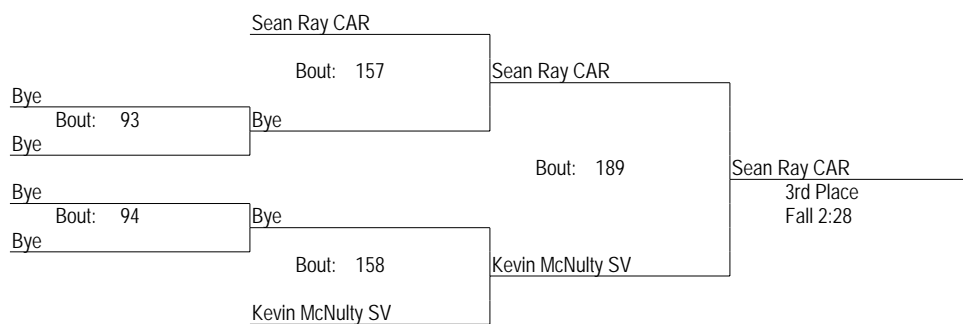 Sean Ray CAR
Bout: 157
Sean Ray CAR
Bye
Bout: 93
Bye
Bye
Bout: 189
Sean Ray CAR
Bye
3rd Place
Bout: 94
Bye
Fall 2:28
Bye
Bout: 158
Kevin McNulty SV
Kevin McNulty SV